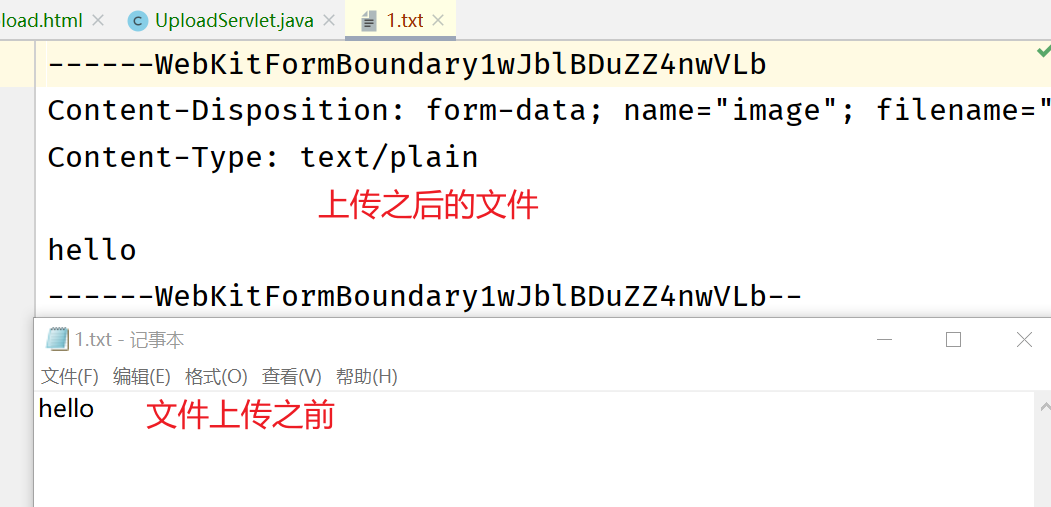 load.html UploadServlet.java 1.txt
------WebKitFormBoundary1wJblBDuZZ4nwVLb
Content-Disposition: form-data; name="image"; filename="
Content-Type: text/plain
上传之后的文件
hello
------WebKitFormBoundary1wJblBDuZZ4nwVLb--
1.txt - 记事本
文件(F) 编辑(E) 格式(O) 查看(V) 帮助(H)
hello 文件上传之前